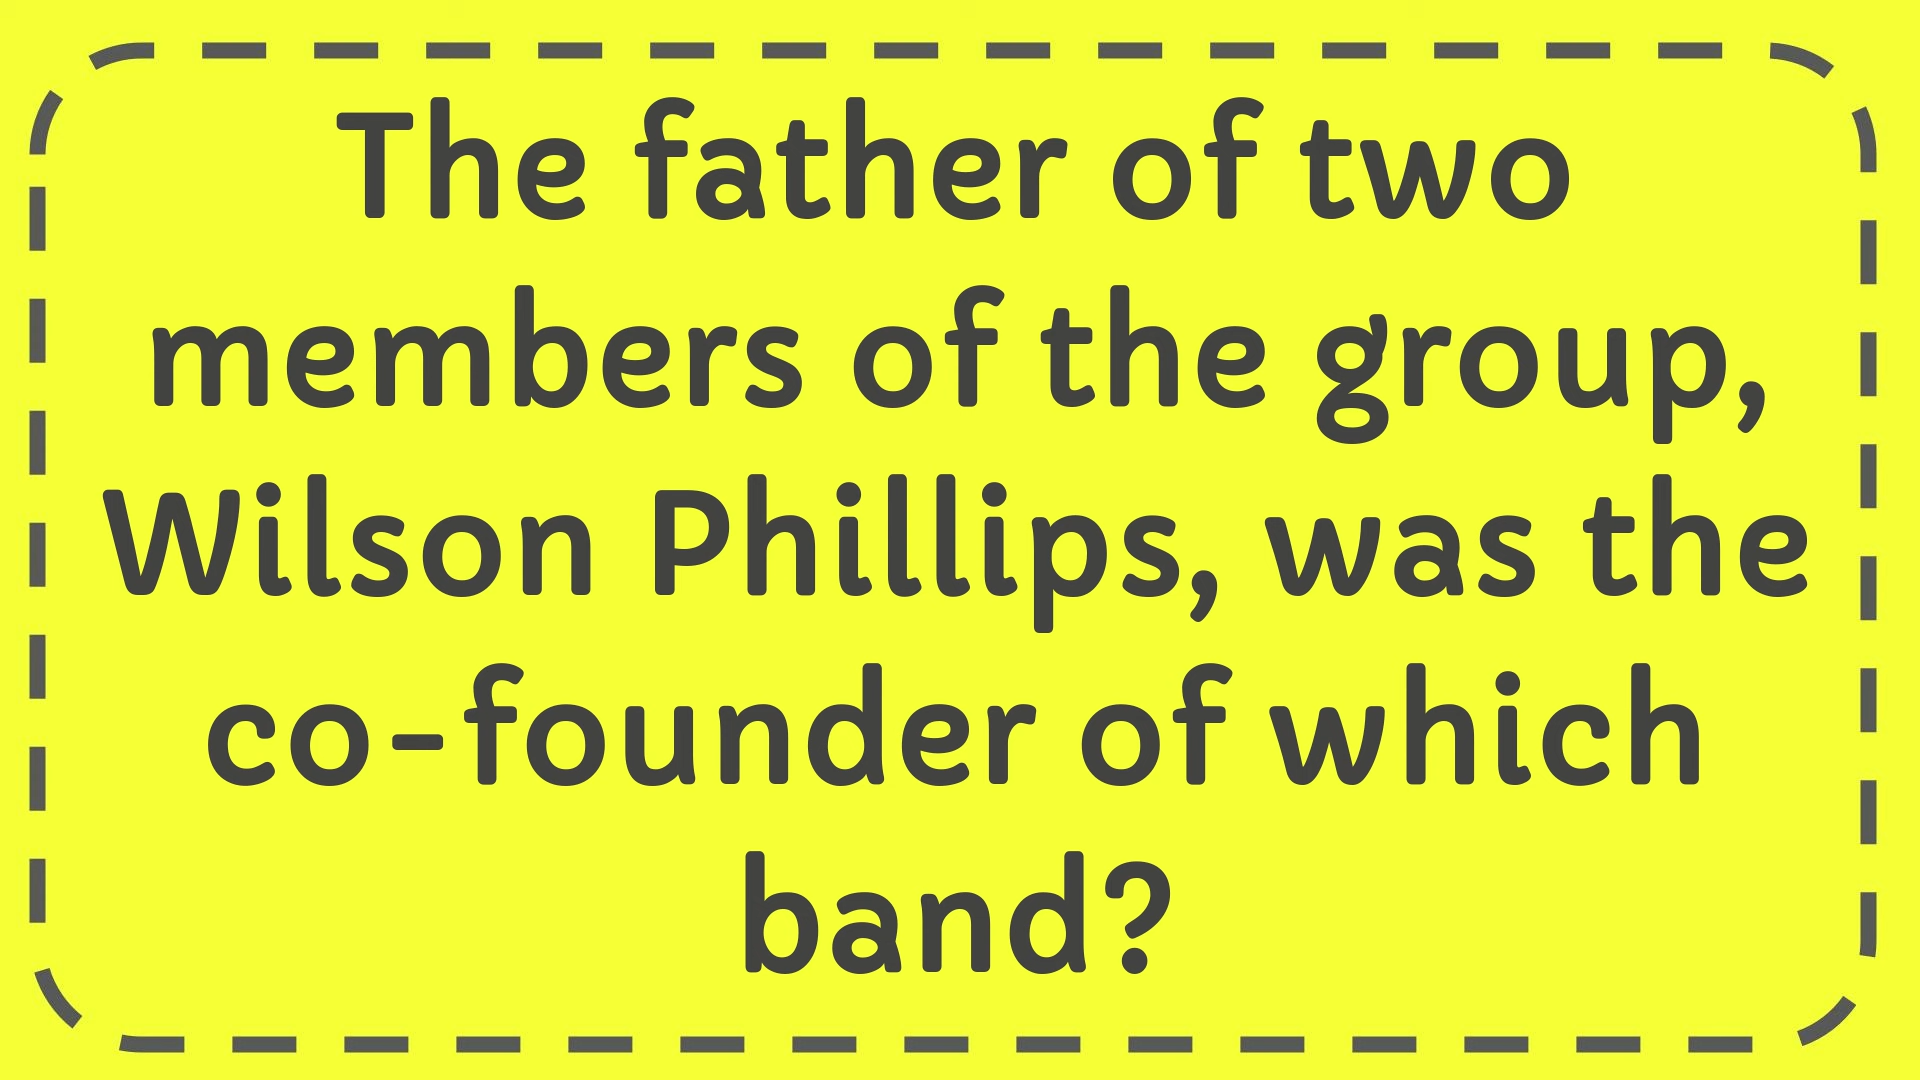 The father of two
members of the group,
Wilson Phillips, was the
co-founder of which
band?